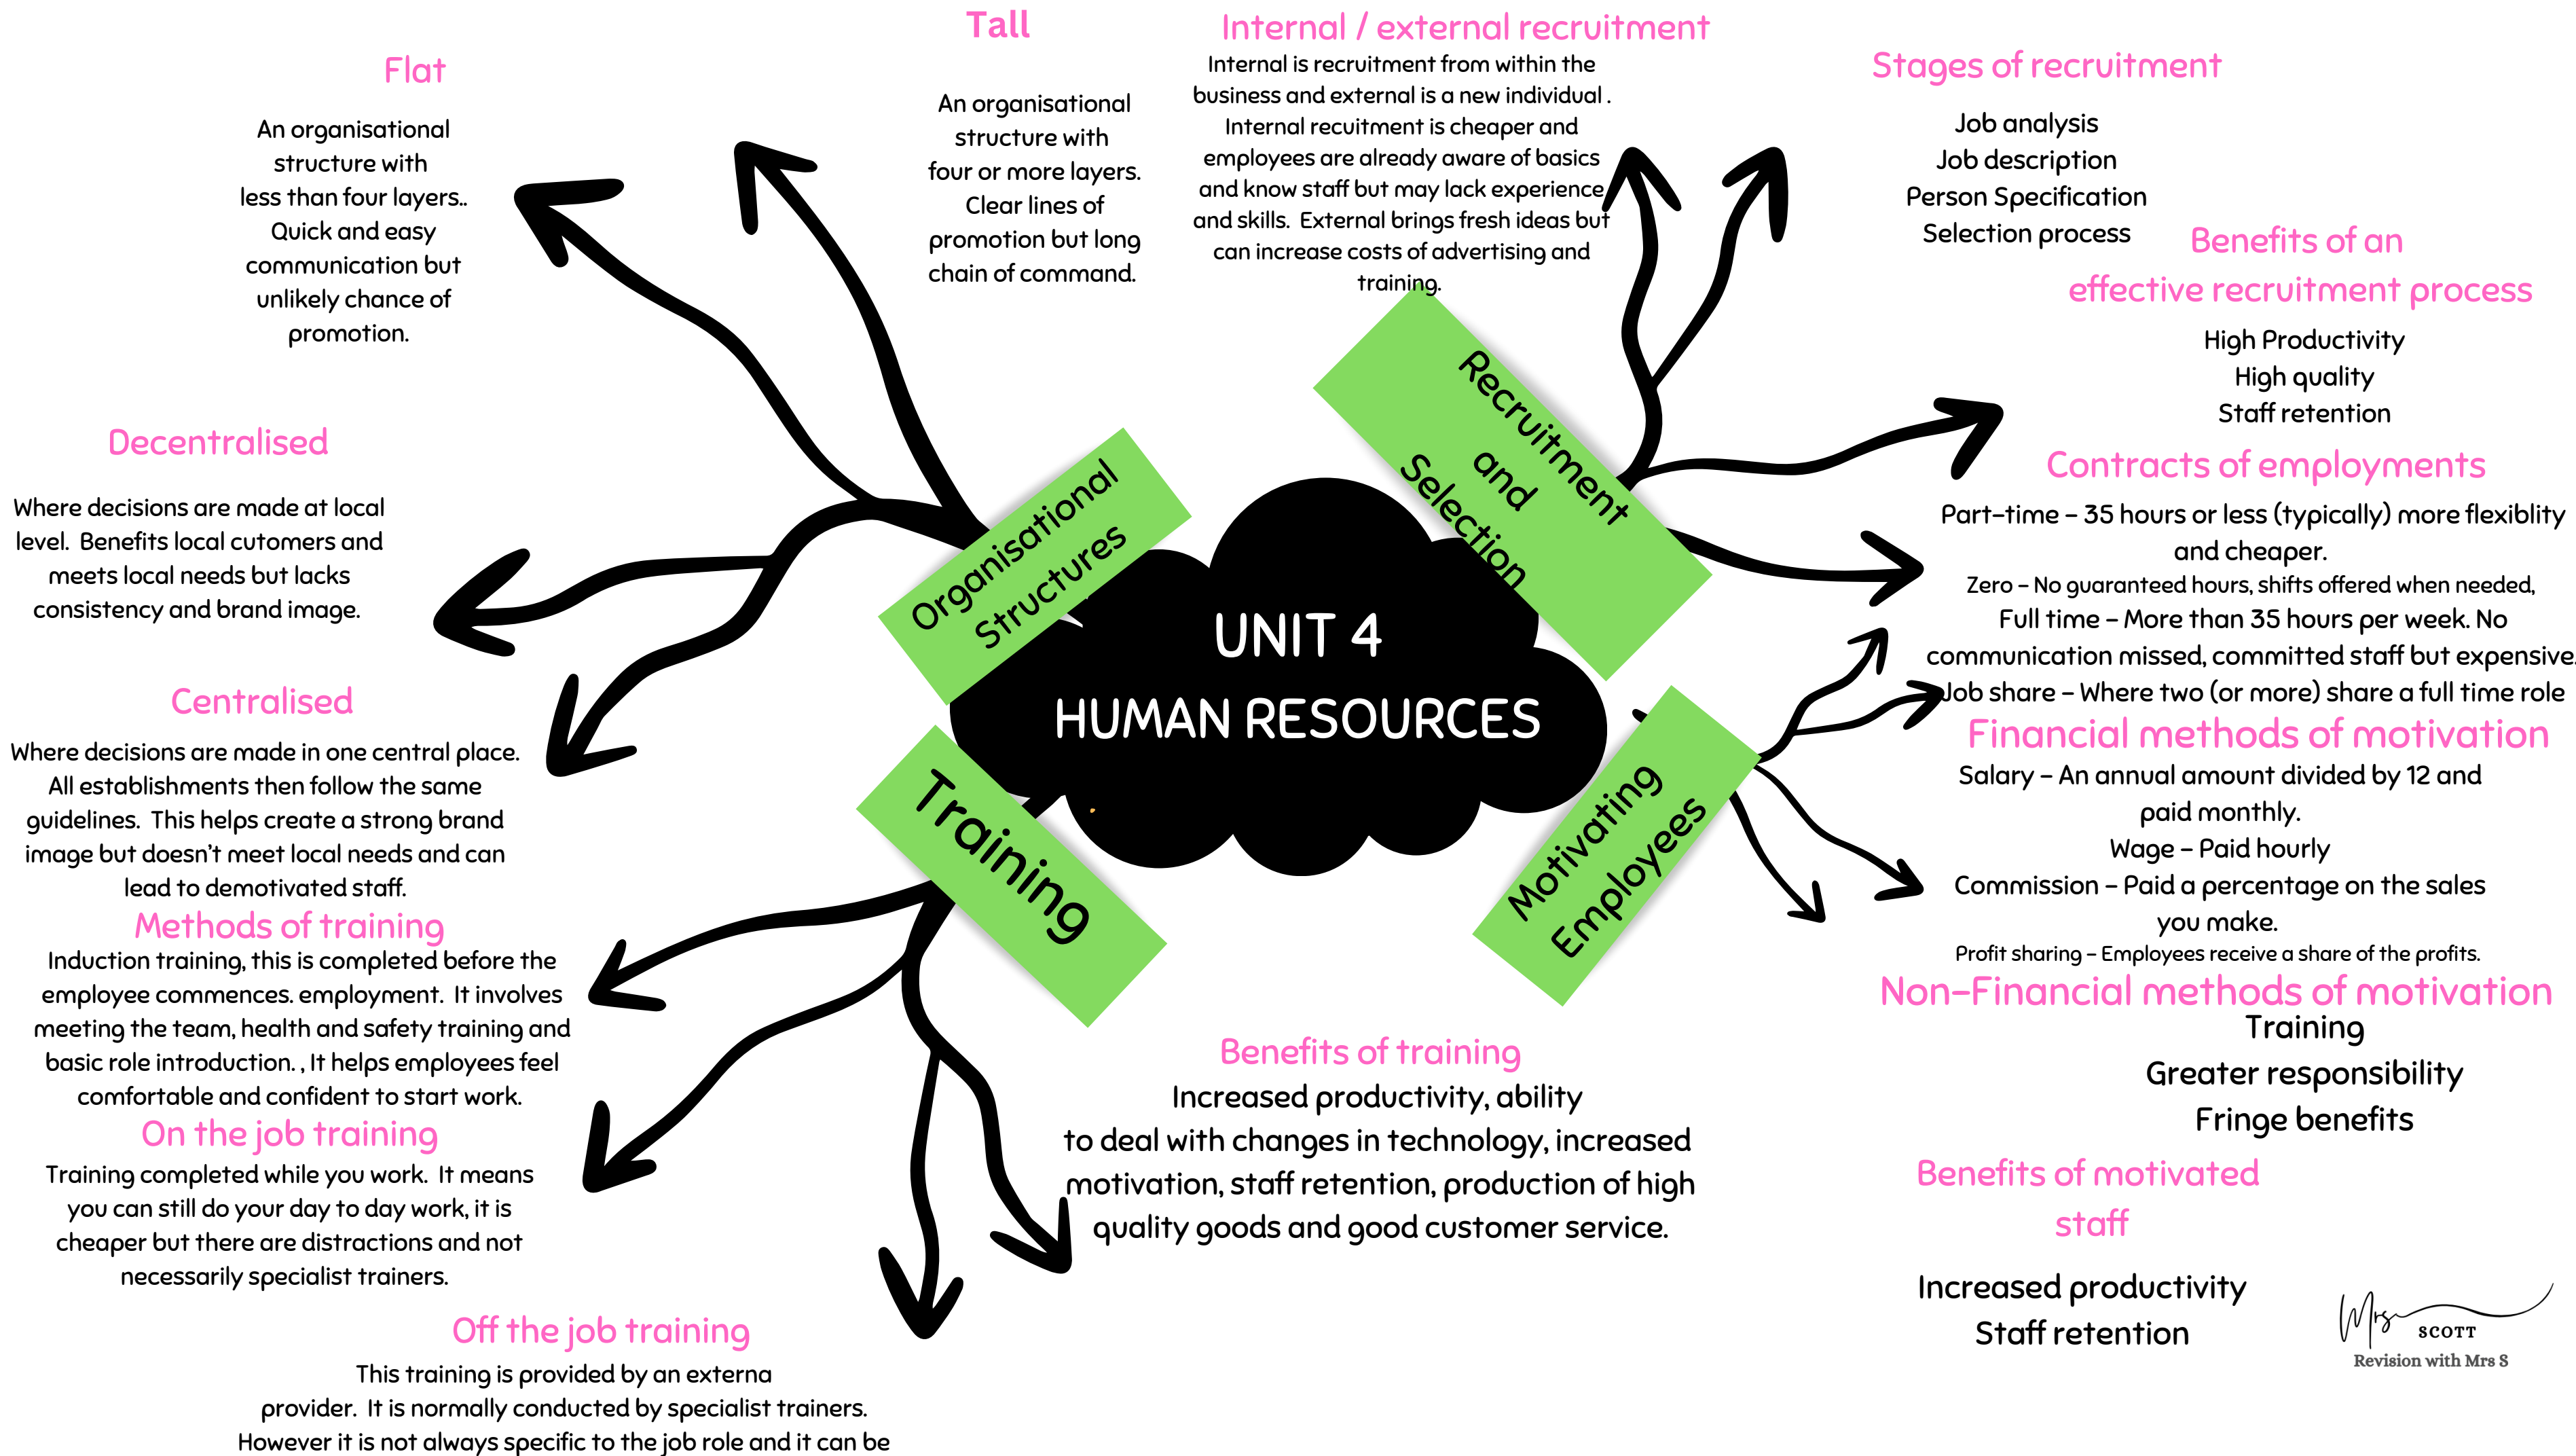 UNIT 4
HUMAN RESOURCES
Organisational
Structures
Flat
An organisational
structure with
less than four layers..
Quick and easy
communication but
unlikely chance of
promotion.
Tall
An organisational
structure with
four or more layers.
Clear lines of
promotion but long
chain of command.
Decentralised
Where decisions are made at local
level. Benefits local cutomers and
meets local needs but lacks
consistency and brand image.
Centralised
Where decisions are made in one central place.
All establishments then follow the same
guidelines. This helps create a strong brand
image but doesn't meet local needs and can
lead to demotivated staff.
Recruitment
and
Selection
Internal / external recruitment
Internal is recruitment from within the
business and external is a new individual .
Internal recuitment is cheaper and
employees are already aware of basics
and know staff but may lack experience
and skills. External brings fresh ideas but
can increase costs of advertising and
training.
Stages of recruitment
Job analysis
Job description
Person Specification
Selection process
Benefits of an
effective recruitment process
High Productivity
High quality
Staff retention
Contracts of employments
Part-time - 35 hours or less (typically) more flexiblity
and cheaper.
Zero - No guaranteed hours, shifts offered when needed,
Full time - More than 35 hours per week. No
communication missed, committed staff but expensive.
Job share - Where two (or more) share a full time role
Motivating
Employees
Financial methods of motivation
Salary - An annual amount divided by 12 and
paid monthly.
Wage - Paid hourly
Commission - Paid a percentage on the sales
you make.
Profit sharing - Employees receive a share of the profits.
Non-Financial methods of motivation
Training
Greater responsibility
Fringe benefits
Benefits of motivated
staff
Increased productivity
Staff retention
Training
Methods of training
Induction training, this is completed before the
employee commences. employment. It involves
meeting the team, health and safety training and
basic role introduction. , It helps employees feel
comfortable and confident to start work.
On the job training
Training completed while you work. It means
you can still do your day to day work, it is
cheaper but there are distractions and not
necessarily specialist trainers.
Off the job training
This training is provided by an externa
provider. It is normally conducted by specialist trainers.
However it is not always specific to the job role and it can be
Benefits of training
Increased productivity, ability
to deal with changes in technology, increased
motivation, staff retention, production of high
quality goods and good customer service.
Mrs
SCOTT
Revision with Mrs S